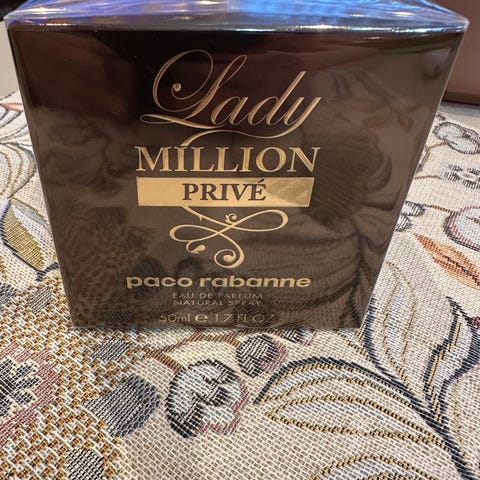 Lady
MILLION
PRIVÉ
paco rabanne
EAU DE PARFUM
NATURAL SPRAY
50ml e 1.7 FL.OZ